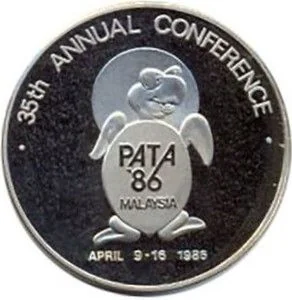 · 35th ANNUAL CONFERENCE ·
PATA
'86
MALAYSIA
APRIL 9-16 1986